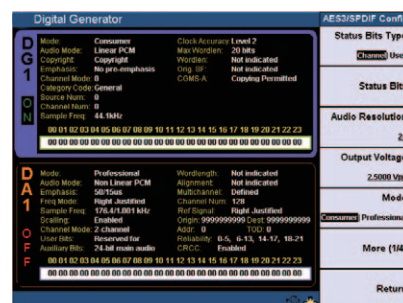 Digital Generator
AES3/SPDIF Confi
DG1 ON
Mode: Consumer Clock Accuracy: Level 2
Audio Mode: Linear PCM Max Wordlen: 20 bits
Copyright: Copyright Wordlen: Not indicated
Emphasis: No pre-emphasis Orig. SF: Not indicated
Channel Mode: 0 CGMS-A: Copying Permitted
Category Code: General
Source Num: 0
Channel Num: 0
Sample Freq: 44.1kHz
00 01 02 03 04 05 06 07 08 09 10 11 12 13 14 15 16 17 18 19 20 21 22 23
00 00 00 00 00 00 00 00 00 00 00 00 00 00 00 00 00 00 00 00 00 00 00 00
DA1 OFF
Mode: Professional Wordlength: Not indicated
Audio Mode: Non Linear PCM Alignment: Not indicated
Emphasis: 50/15us Multichannel: Defined
Freq Mode: Right Justified Channel Num: 128
Sample Freq: 176.4/1.001 kHz Ref Signal: Right Justified
Scaling: Enabled Origin: 9999999999 Dest: 9999999999
Channel Mode: 2-channel Addr: 0 TOD: 0
User Bits: Reserved for Reliability: 0-5, 6-13, 14-17, 18-21
Auxiliary Bits: 24-bit main audio CRCC: Enabled
00 01 02 03 04 05 06 07 08 09 10 11 12 13 14 15 16 17 18 19 20 21 22 23
00 00 00 00 00 00 00 00 00 00 00 00 00 00 00 00 00 00 00 00 00 00 00 00
Status Bits Type
Channel Use
Status Bit
Audio Resolution
2
Output Voltage
2.5000 Vp
Mode
Consumer Professiona
More (1/4
Return